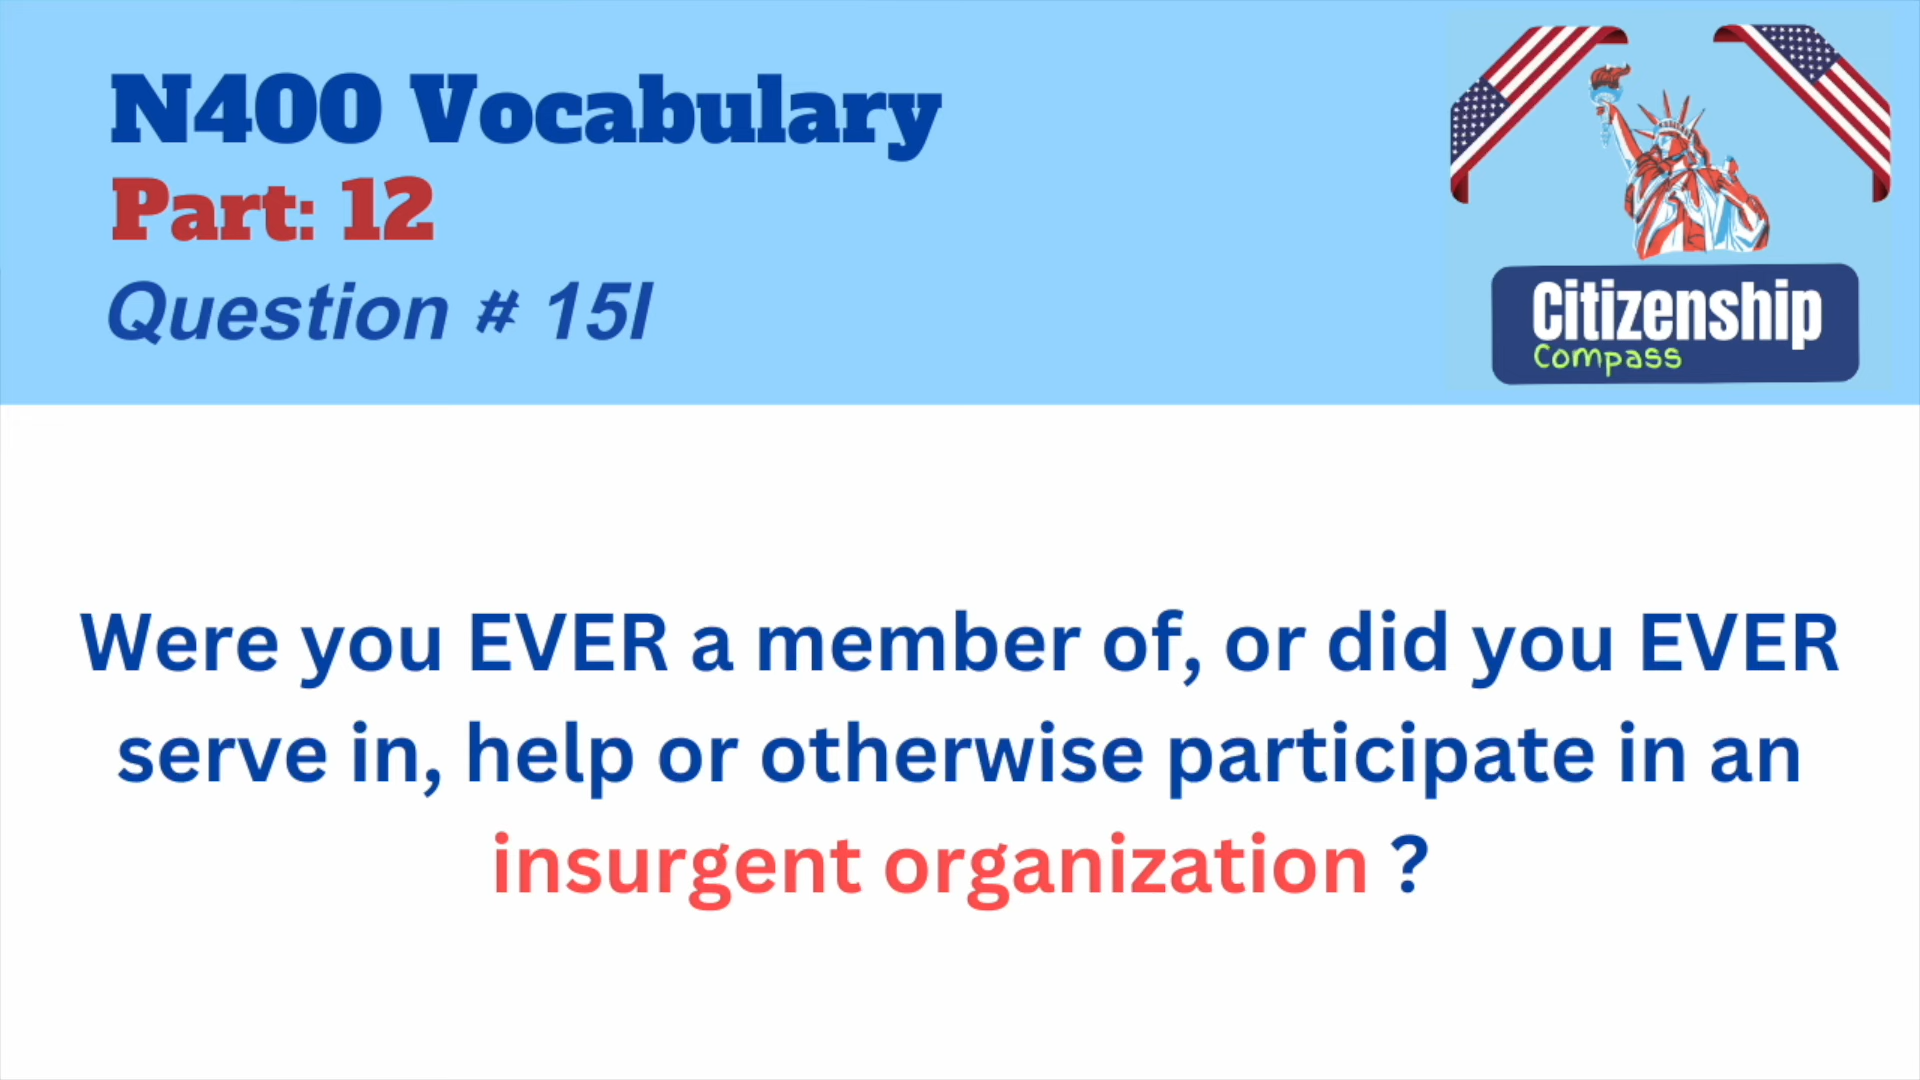 N400 Vocabulary
Part: 12
Question # 15I
Citizenship
Compass
Were you EVER a member of, or did you EVER
serve in, help or otherwise participate in an
insurgent organization ?